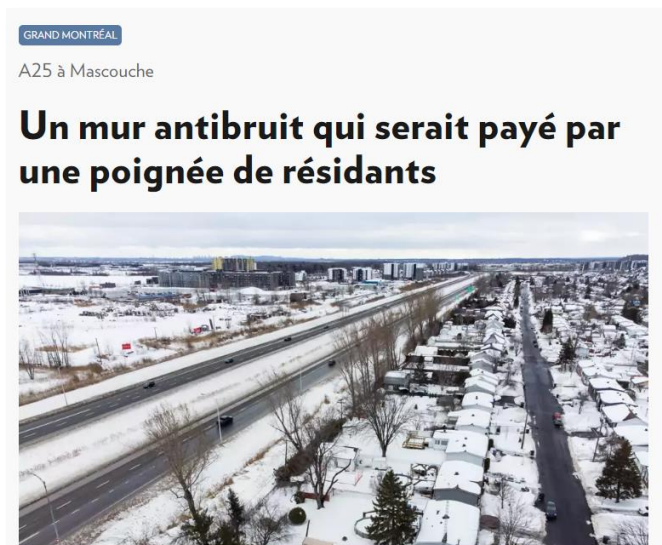 GRAND MONTRÉAL
A25 à Mascouche
Un mur antibruit qui serait payé par
une poignée de résidants